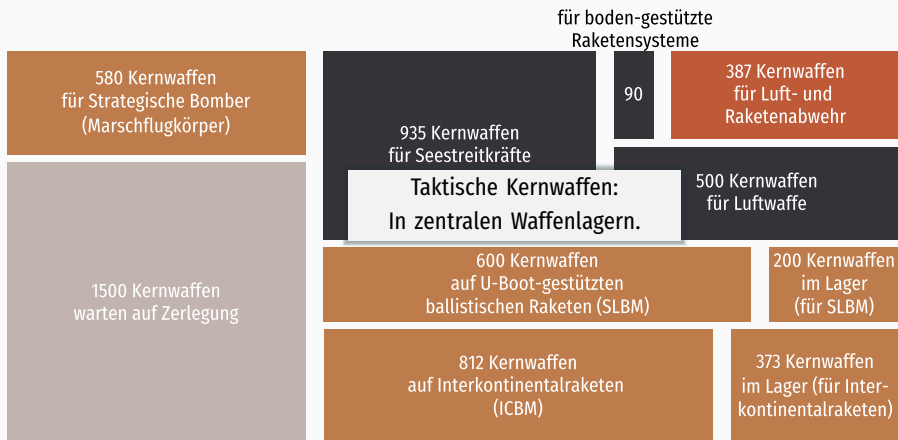 für boden-gestützte
Raketensysteme
580 Kernwaffen
für Strategische Bomber
(Marschflugkörper)
935 Kernwaffen
für Seestreitkräfte
90
387 Kernwaffen
für Luft- und
Raketenabwehr
Taktische Kernwaffen:
In zentralen Waffenlagern.
500 Kernwaffen
für Luftwaffe
1500 Kernwaffen
warten auf Zerlegung
600 Kernwaffen
auf U-Boot-gestützten
ballistischen Raketen (SLBM)
200 Kernwaffen
im Lager
(für SLBM)
812 Kernwaffen
auf Interkontinentalraketen
(ICBM)
373 Kernwaffen
im Lager (für Inter-
kontinentalraketen)